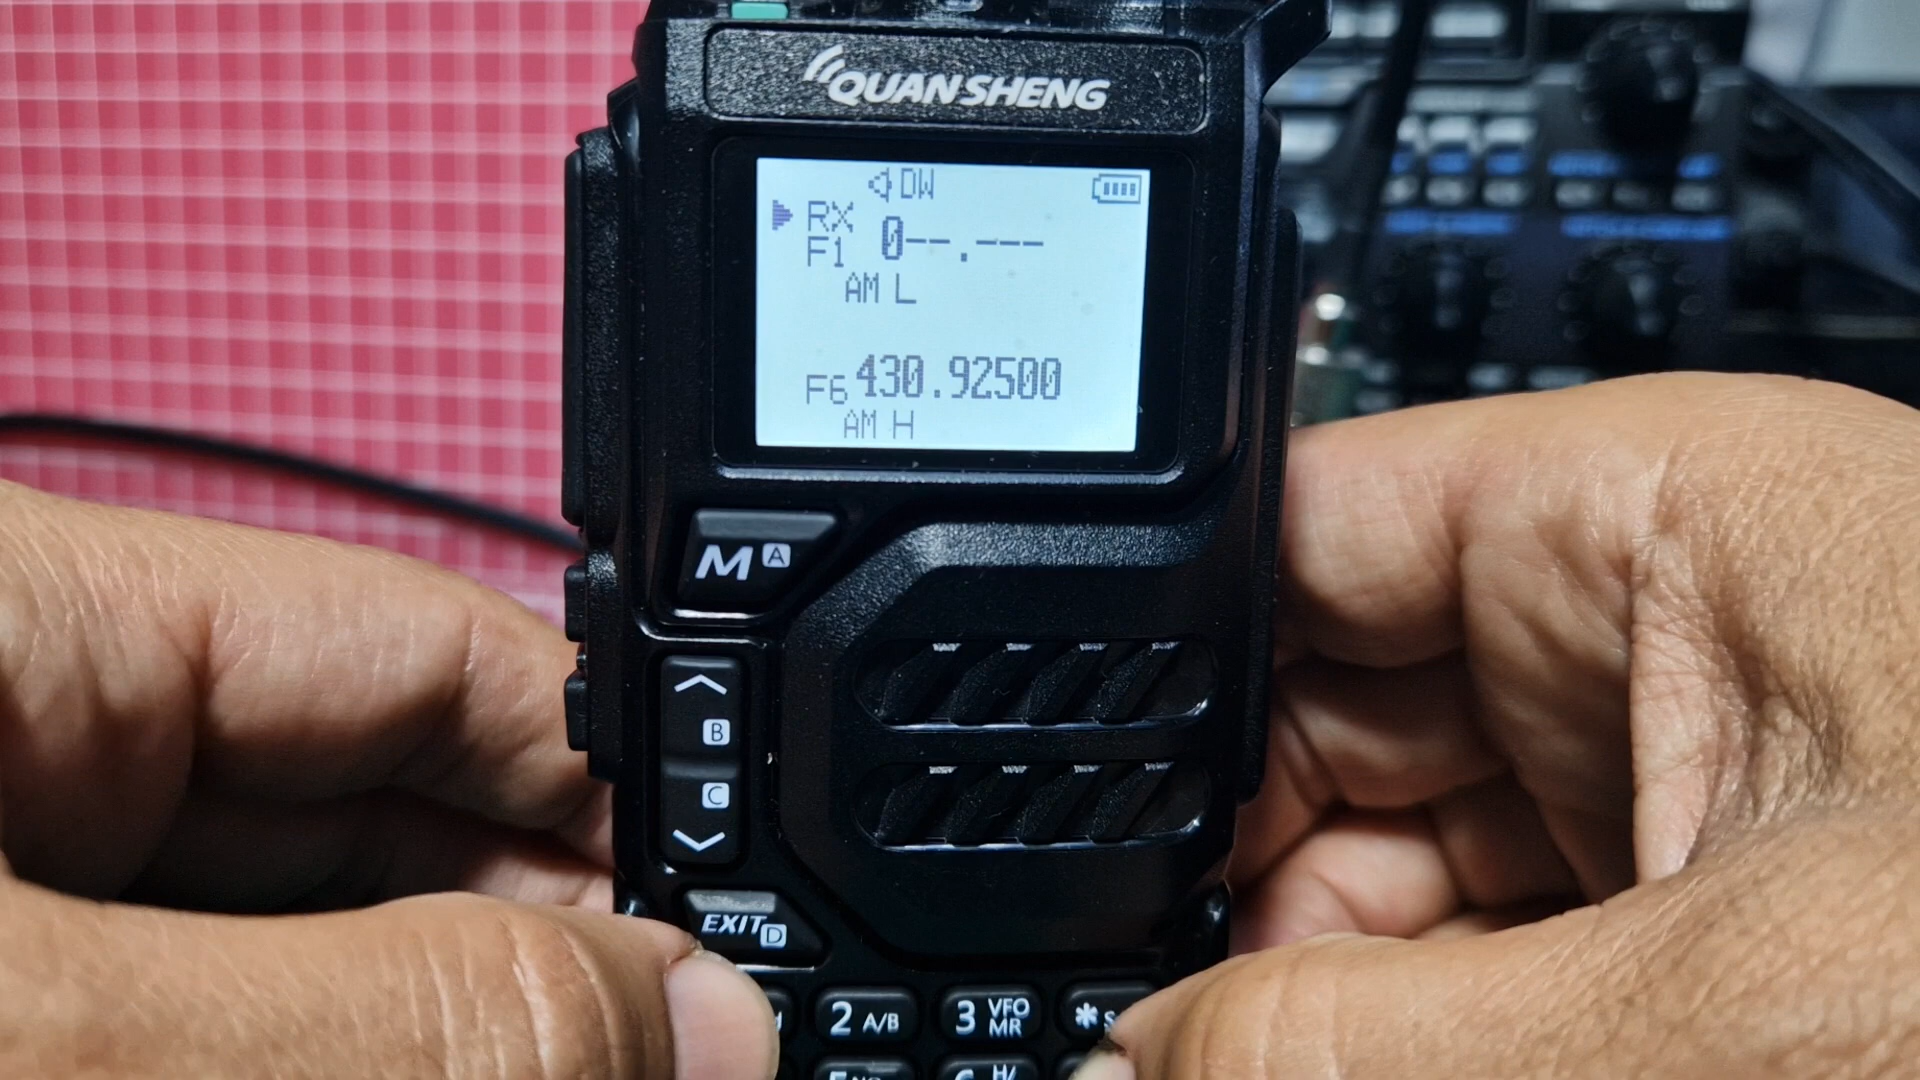 QUANSHENG
DW
RX
F1 0--.---
AM L
F6 430.92500
AM H
M A
B
C
EXIT D
2 A/B
3 VFO MR
* S